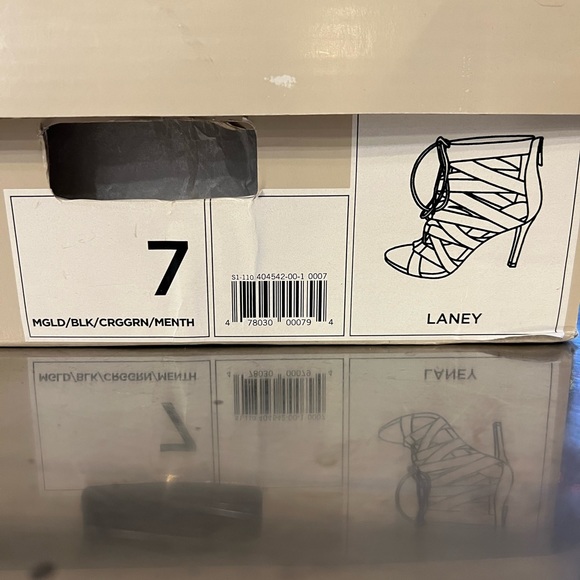 7
MGLD/BLK/CRGGRN/MENTH
S1-110 404542-00-1 0007
4 78030 00079 4
LANEY